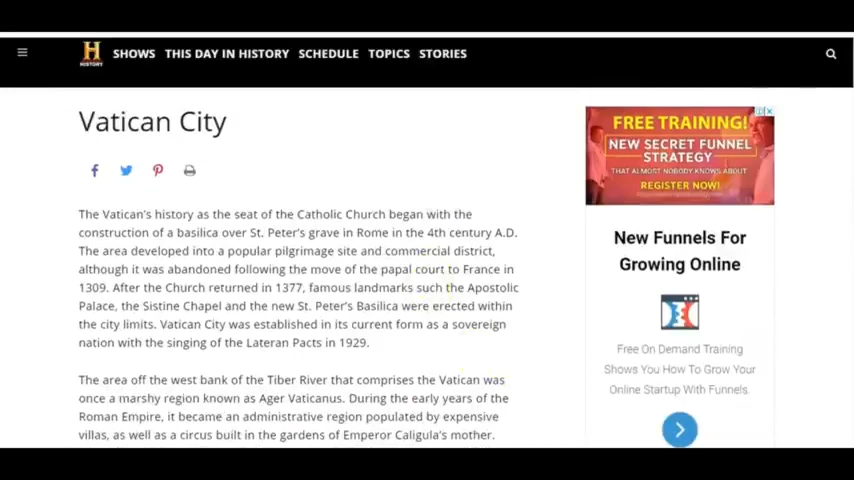 H
HISTORY
SHOWS THIS DAY IN HISTORY SCHEDULE TOPICS STORIES
Vatican City
The Vatican's history as the seat of the Catholic Church began with the
construction of a basilica over St. Peter's grave in Rome in the 4th century A.D.
The area developed into a popular pilgrimage site and commercial district,
although it was abandoned following the move of the papal court to France in
1309. After the Church returned in 1377, famous landmarks such the Apostolic
Palace, the Sistine Chapel and the new St. Peter's Basilica were erected within
the city limits. Vatican City was established in its current form as a sovereign
nation with the singing of the Lateran Pacts in 1929.
The area off the west bank of the Tiber River that comprises the Vatican was
once a marshy region known as Ager Vaticanus. During the early years of the
Roman Empire, it became an administrative region populated by expensive
villas, as well as a circus built in the gardens of Emperor Caligula's mother.
FREE TRAINING!
NEW SECRET FUNNEL
STRATEGY
THAT ALMOST NOBODY KNOWS ABOUT
REGISTER NOW!
New Funnels For
Growing Online
Free On Demand Training
Shows You How To Grow Your
Online Startup With Funnels.